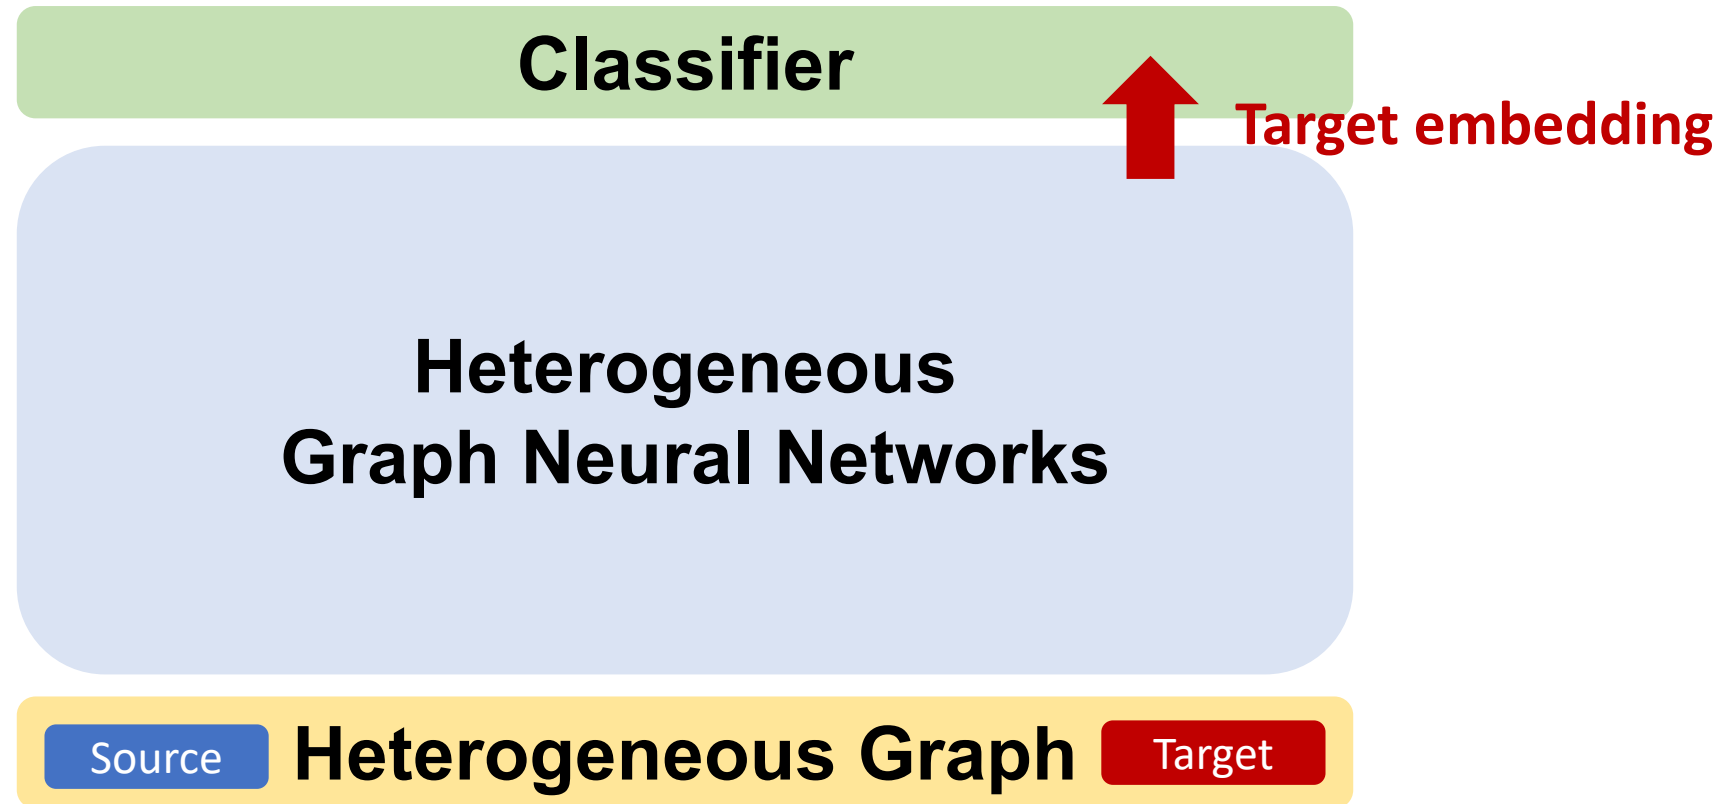 Classifier
Target embedding
Heterogeneous
Graph Neural Networks
Source
Heterogeneous Graph
Target